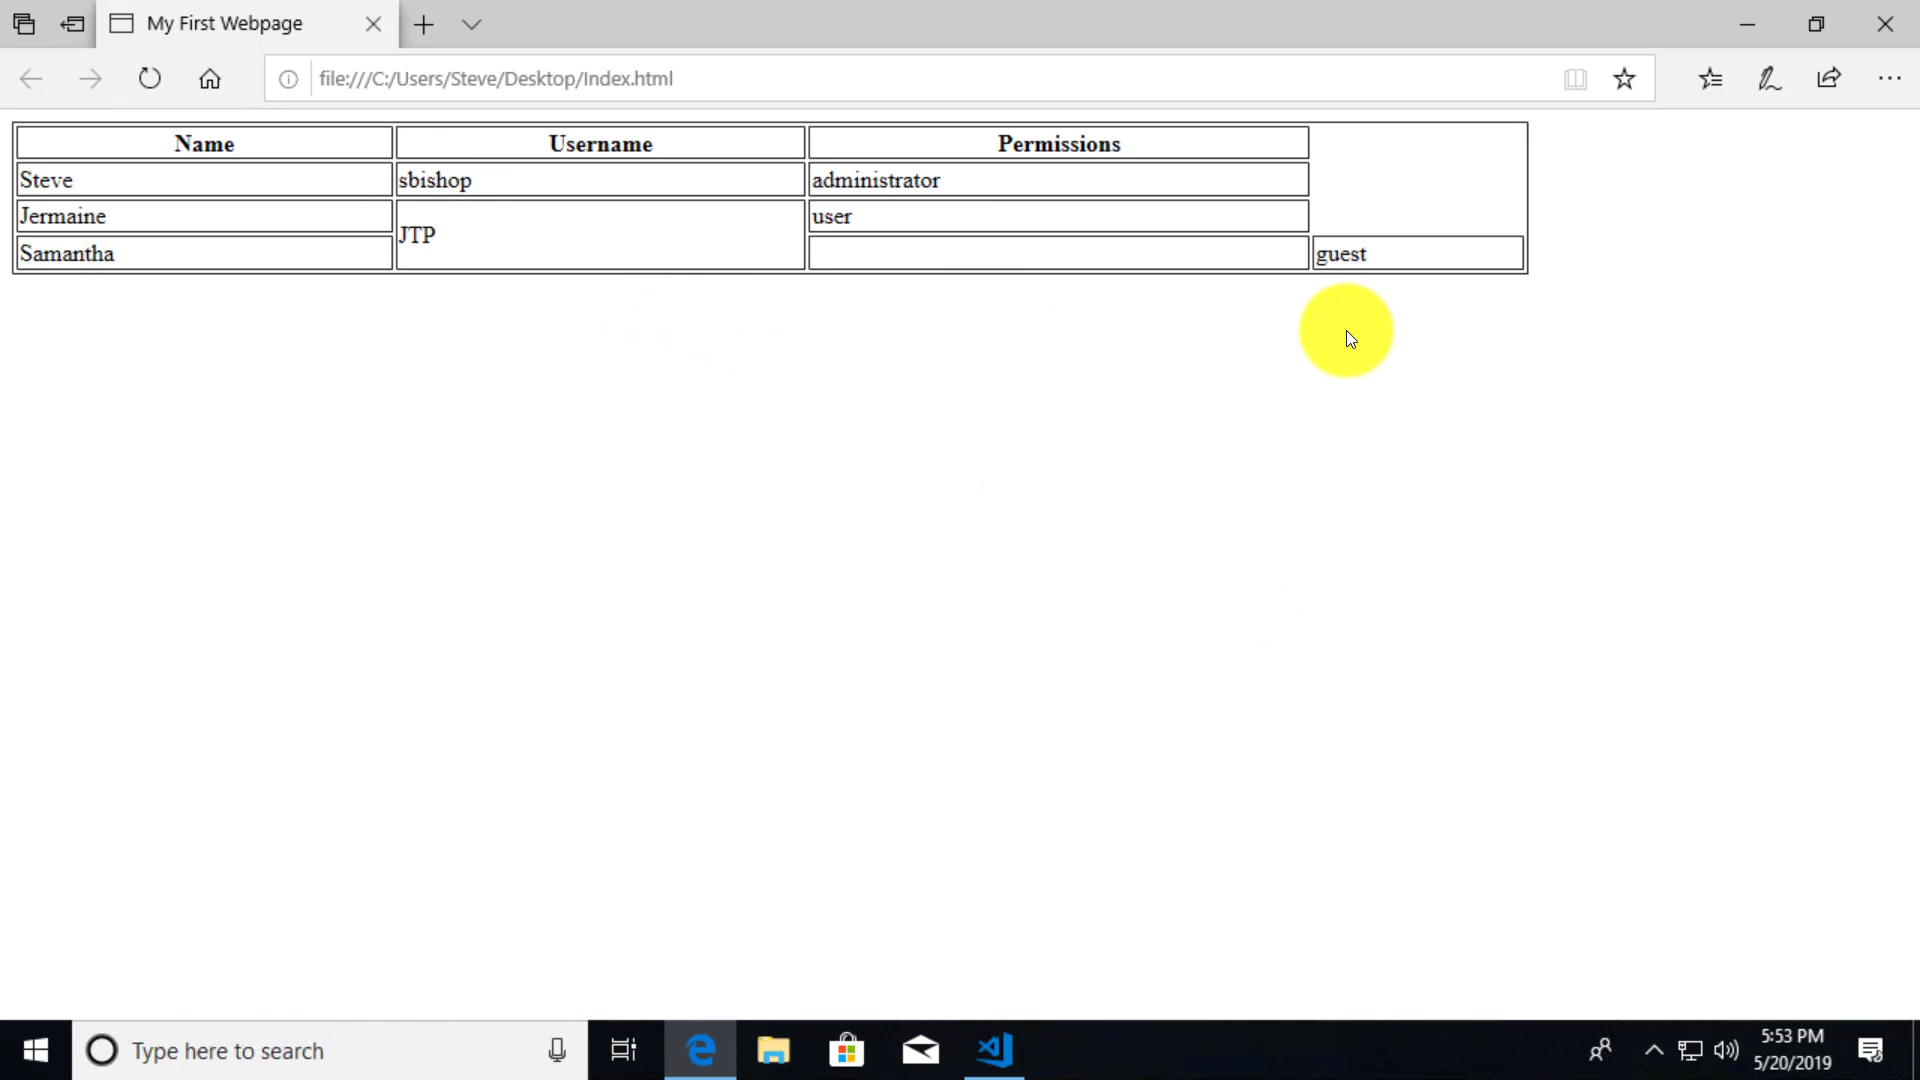 My First Webpage
file:///C:/Users/Steve/Desktop/Index.html
Name Username Permissions
Steve sbishop administrator
Jermaine JTP user
Samantha guest
Type here to search
5:53 PM
5/20/2019